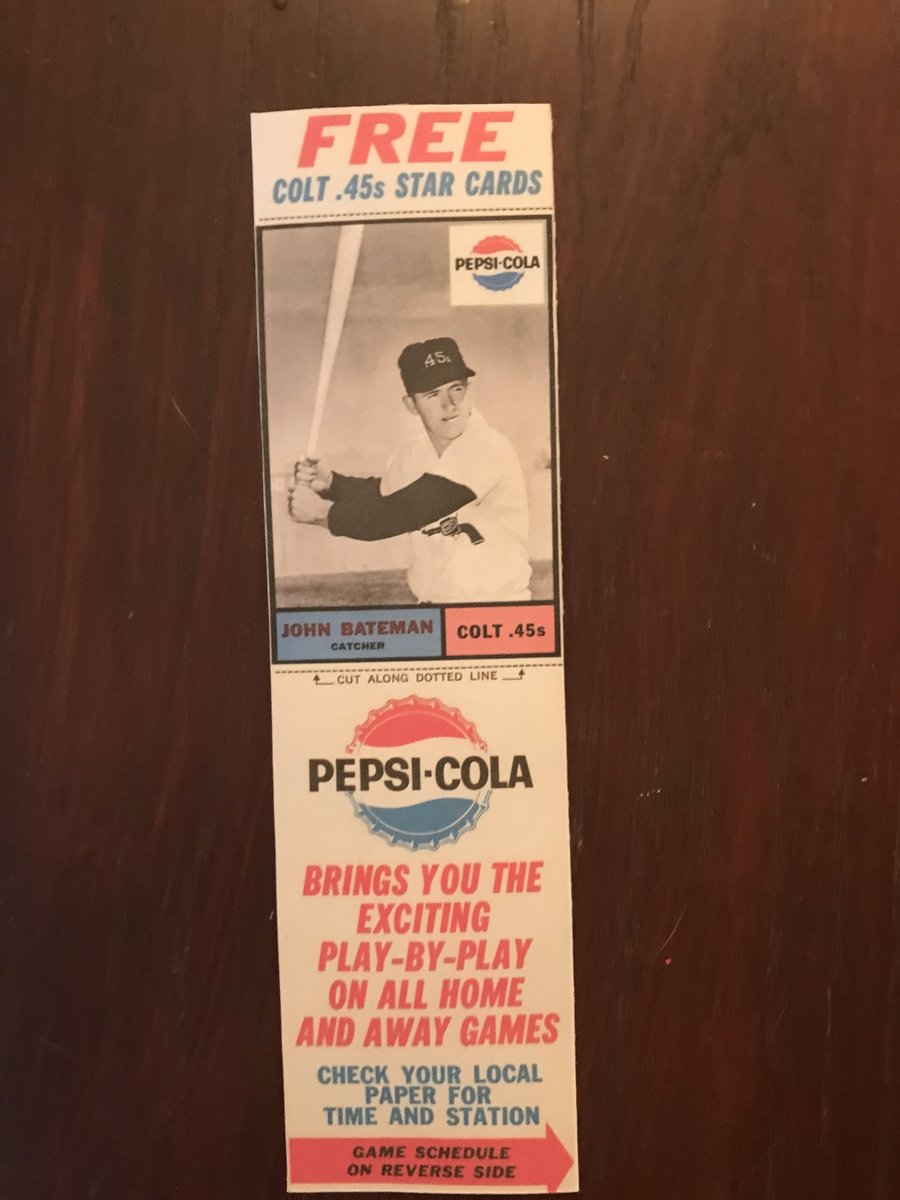 FREE
COLT .45s STAR CARDS
PEPSI-COLA
45s
JOHN BATEMAN
CATCHER
COLT .45s
CUT ALONG DOTTED LINE
PEPSI-COLA
BRINGS YOU THE
EXCITING
PLAY-BY-PLAY
ON ALL HOME
AND AWAY GAMES
CHECK YOUR LOCAL
PAPER FOR
TIME AND STATION
GAME SCHEDULE
ON REVERSE SIDE